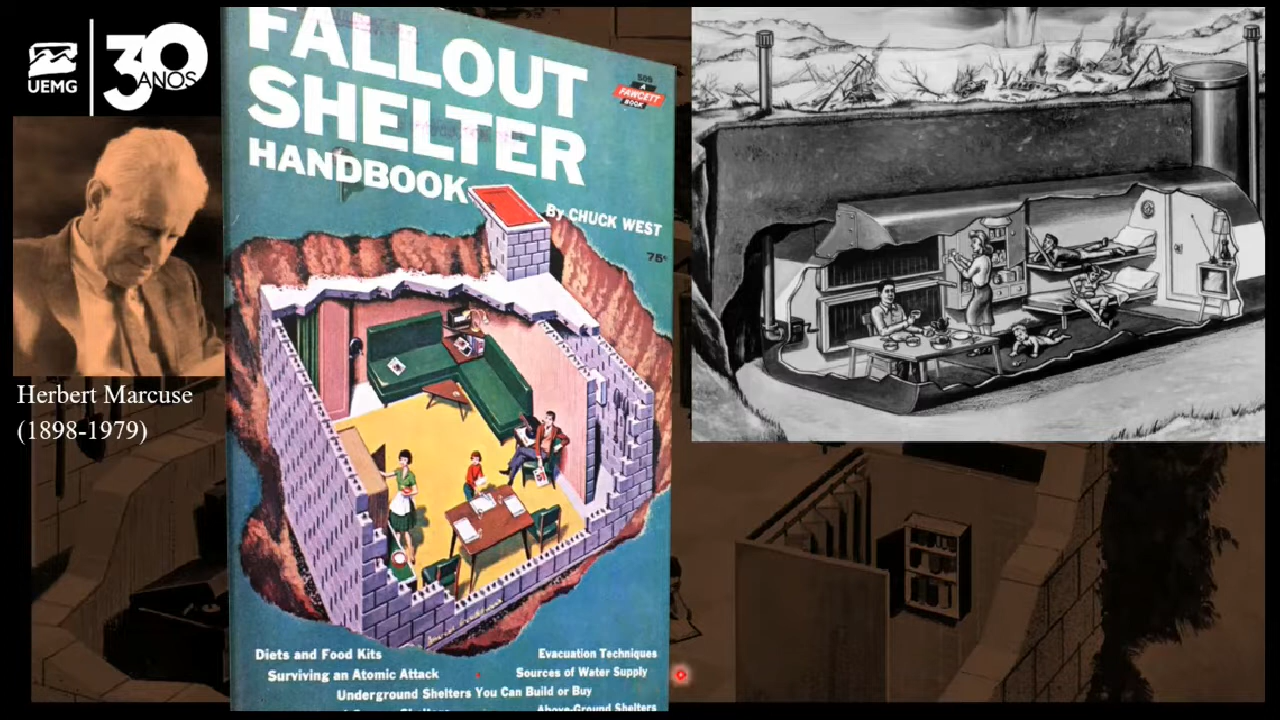 UEMG
30
ANOS
Herbert Marcuse
(1898-1979)
FALLOUT
SHELTER
HANDBOOK
A
FAWCETT
BOOK
By CHUCK WEST
75¢
Diets and Food Kits
Surviving an Atomic Attack
Evacuation Techniques
Sources of Water Supply
Underground Shelters You Can Build or Buy
Above-Ground Shelters